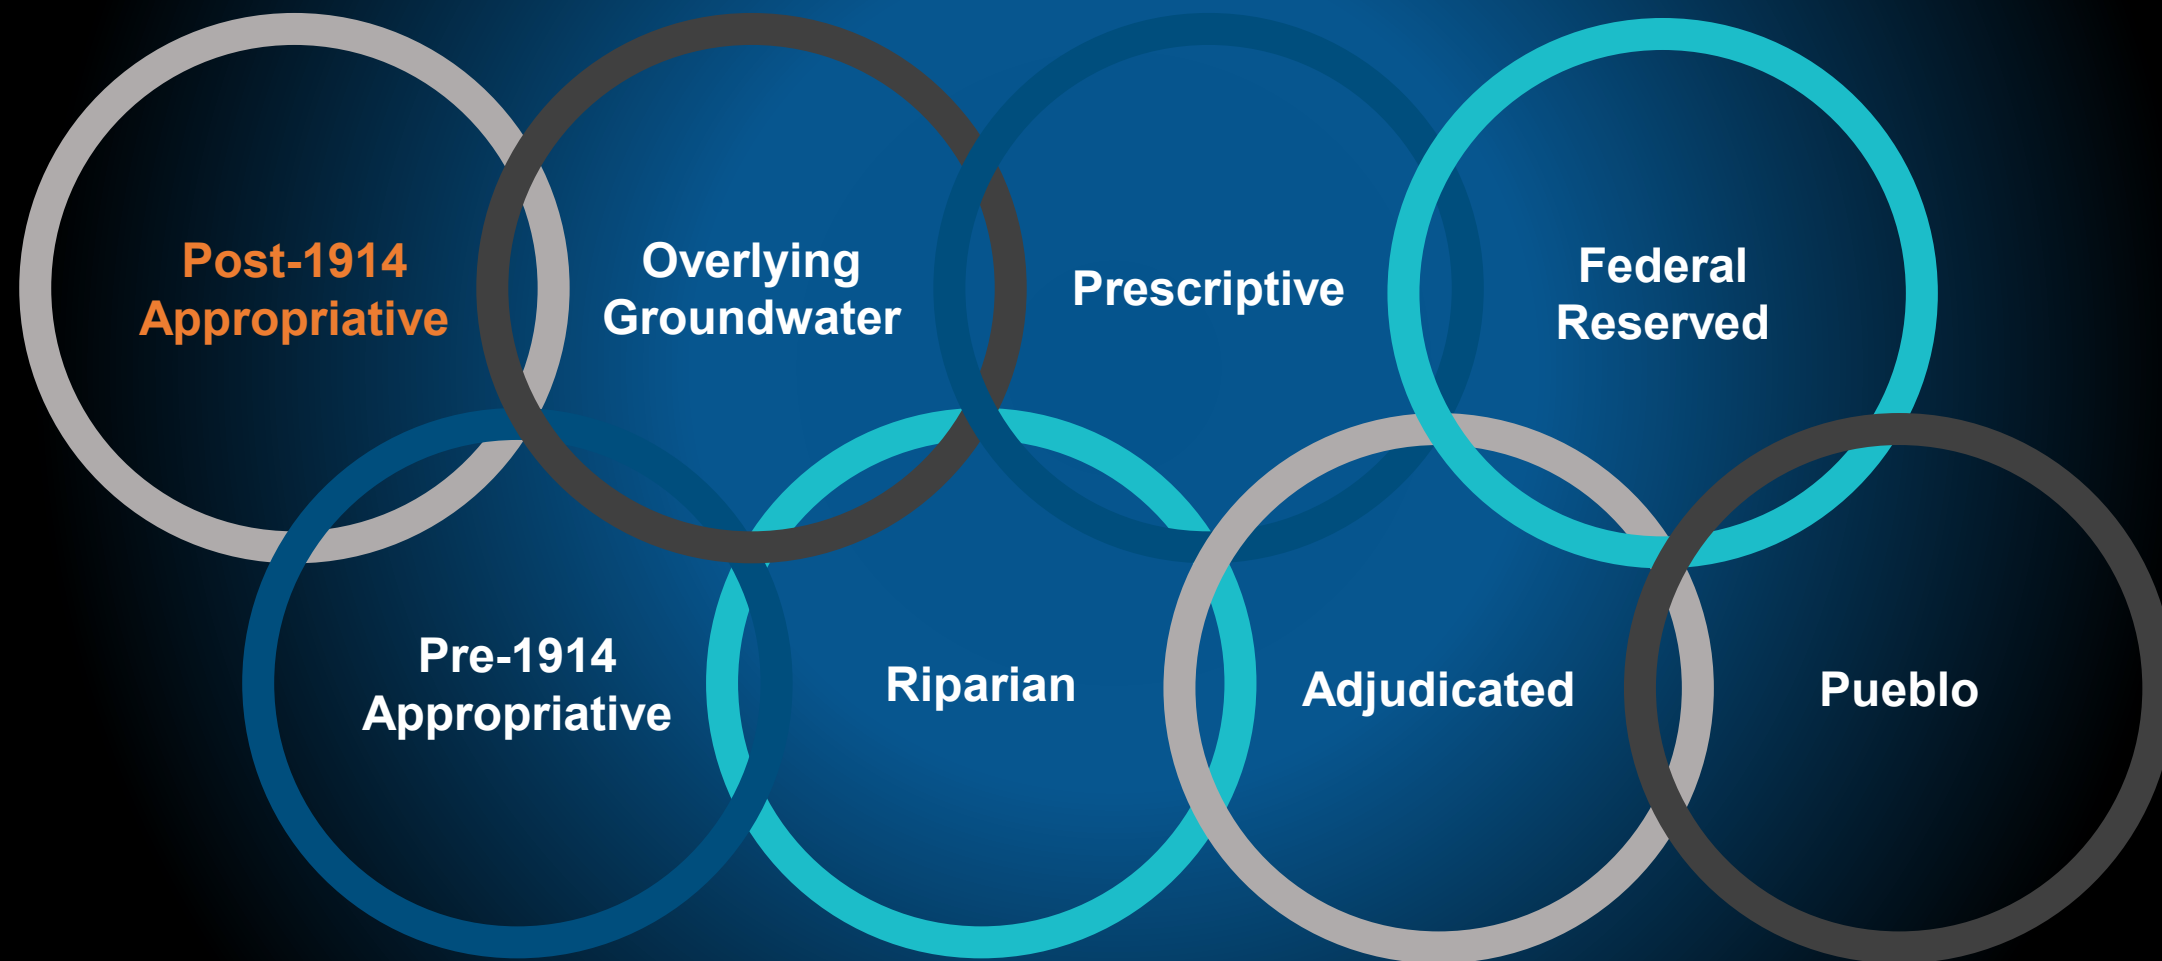 Post-1914
Appropriative
Overlying
Groundwater
Prescriptive
Federal
Reserved
Pre-1914
Appropriative
Riparian
Adjudicated
Pueblo